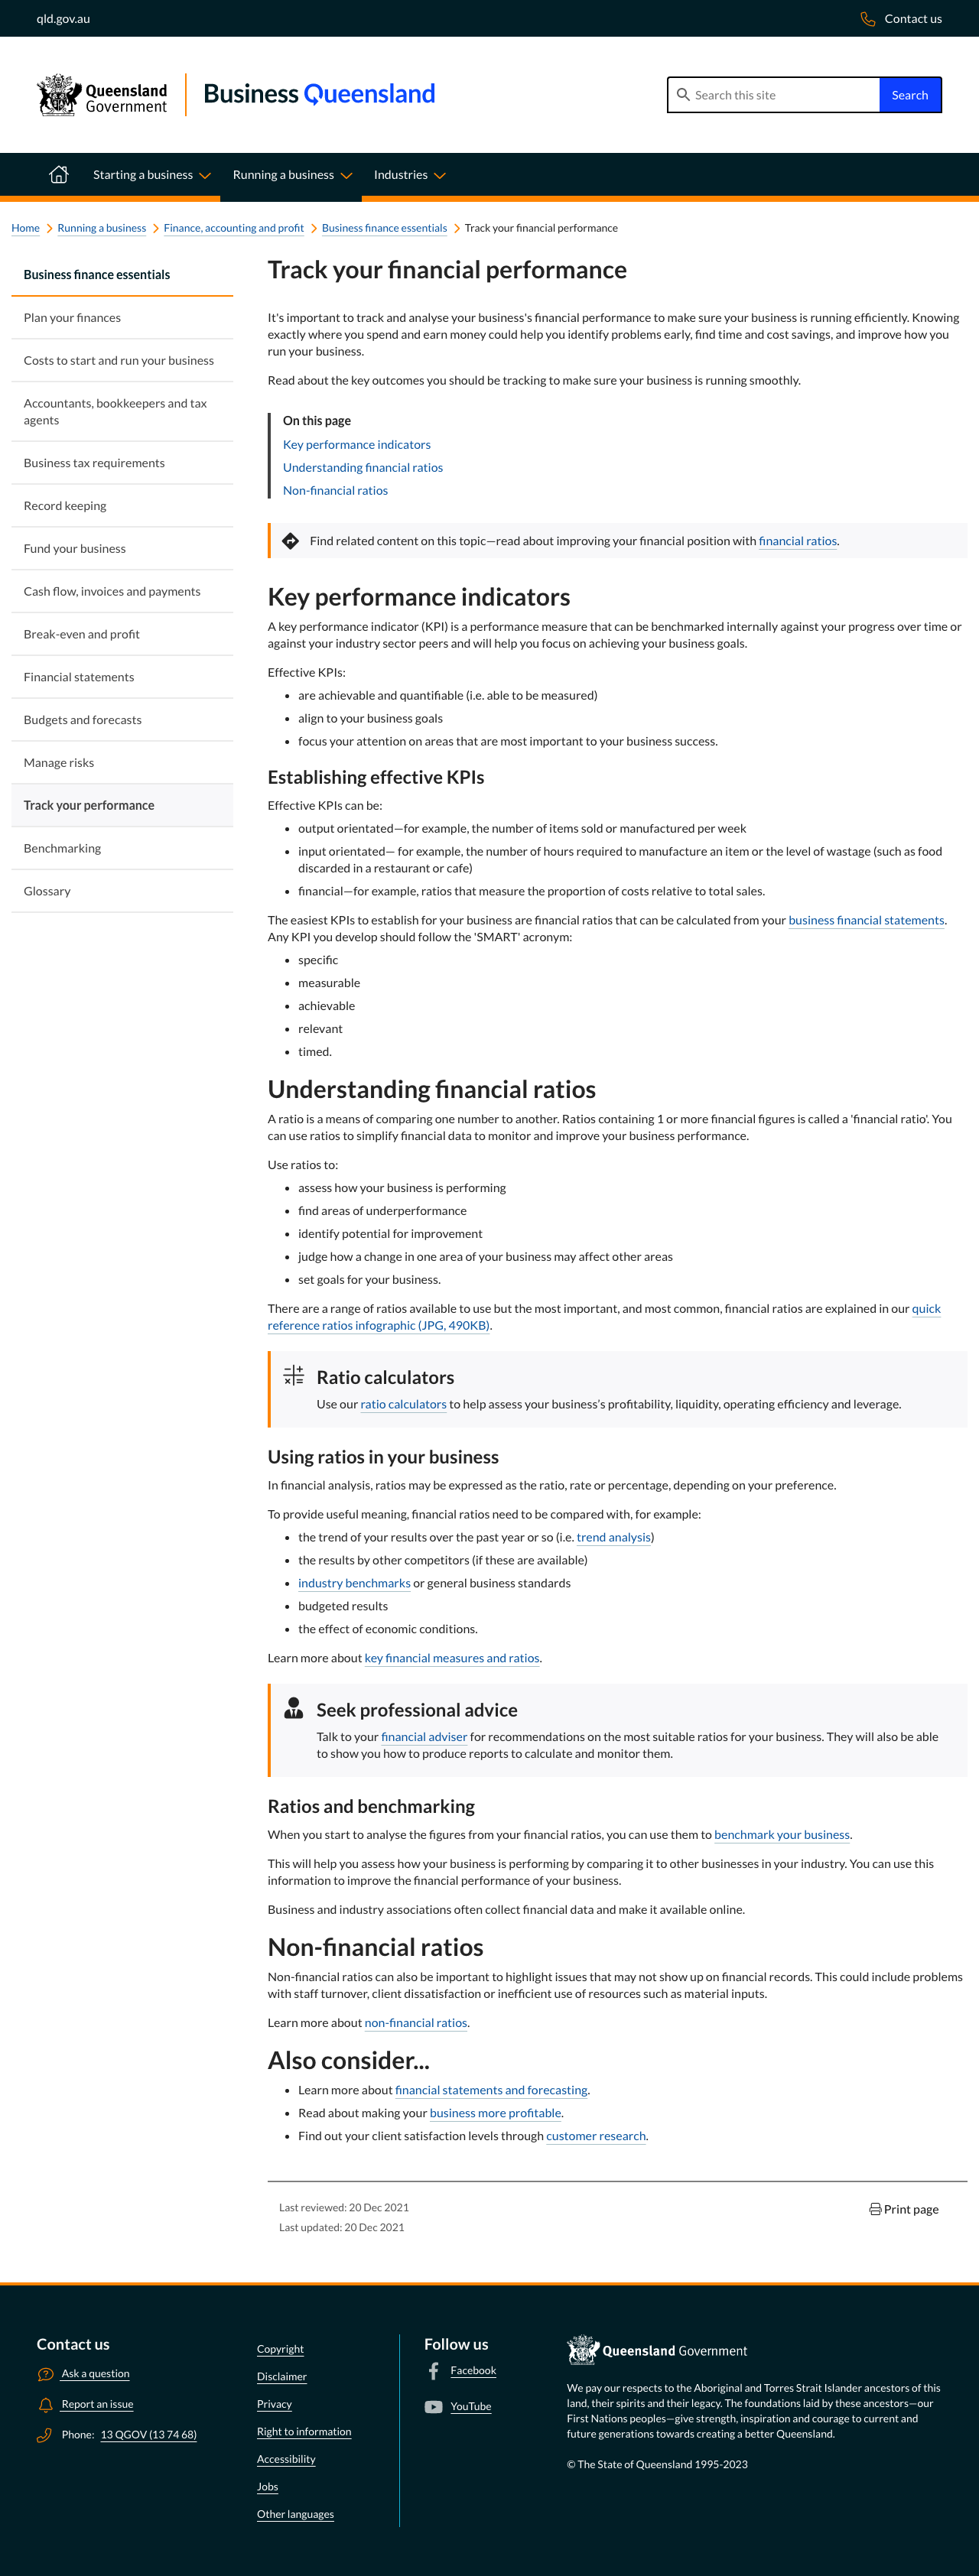 qld.gov.au
Contact us
Queensland
Government
Business Queensland
Search this site
Search
Starting a business
Running a business
Industries
Home
Running a business
Finance, accounting and profit
Business finance essentials
Track your financial performance
Business finance essentials
Plan your finances
Costs to start and run your business
Accountants, bookkeepers and tax
agents
Business tax requirements
Record keeping
Fund your business
Cash flow, invoices and payments
Break-even and profit
Financial statements
Budgets and forecasts
Manage risks
Track your performance
Benchmarking
Glossary
Track your financial performance
It's important to track and analyse your business's financial performance to make sure your business is running efficiently. Knowing
exactly where you spend and earn money could help you identify problems early, find time and cost savings, and improve how you
run your business.
Read about the key outcomes you should be tracking to make sure your business is running smoothly.
On this page
Key performance indicators
Understanding financial ratios
Non-financial ratios
Find related content on this topic—read about improving your financial position with financial ratios.
Key performance indicators
A key performance indicator (KPI) is a performance measure that can be benchmarked internally against your progress over time or
against your industry sector peers and will help you focus on achieving your business goals.
Effective KPIs:
• are achievable and quantifiable (i.e. able to be measured)
• align to your business goals
• focus your attention on areas that are most important to your business success.
Establishing effective KPIs
Effective KPIs can be:
• output orientated—for example, the number of items sold or manufactured per week
• input orientated— for example, the number of hours required to manufacture an item or the level of wastage (such as food
discarded in a restaurant or cafe)
• financial—for example, ratios that measure the proportion of costs relative to total sales.
The easiest KPIs to establish for your business are financial ratios that can be calculated from your business financial statements.
Any KPI you develop should follow the 'SMART' acronym:
• specific
• measurable
• achievable
• relevant
• timed.
Understanding financial ratios
A ratio is a means of comparing one number to another. Ratios containing 1 or more financial figures is called a 'financial ratio'. You
can use ratios to simplify financial data to monitor and improve your business performance.
Use ratios to:
• assess how your business is performing
• find areas of underperformance
• identify potential for improvement
• judge how a change in one area of your business may affect other areas
• set goals for your business.
There are a range of ratios available to use but the most important, and most common, financial ratios are explained in our quick
reference ratios infographic (JPG, 490KB).
Ratio calculators
Use our ratio calculators to help assess your business's profitability, liquidity, operating efficiency and leverage.
Using ratios in your business
In financial analysis, ratios may be expressed as the ratio, rate or percentage, depending on your preference.
To provide useful meaning, financial ratios need to be compared with, for example:
• the trend of your results over the past year or so (i.e. trend analysis)
• the results by other competitors (if these are available)
• industry benchmarks or general business standards
• budgeted results
• the effect of economic conditions.
Learn more about key financial measures and ratios.
Seek professional advice
Talk to your financial adviser for recommendations on the most suitable ratios for your business. They will also be able
to show you how to produce reports to calculate and monitor them.
Ratios and benchmarking
When you start to analyse the figures from your financial ratios, you can use them to benchmark your business.
This will help you assess how your business is performing by comparing it to other businesses in your industry. You can use this
information to improve the financial performance of your business.
Business and industry associations often collect financial data and make it available online.
Non-financial ratios
Non-financial ratios can also be important to highlight issues that may not show up on financial records. This could include problems
with staff turnover, client dissatisfaction or inefficient use of resources such as material inputs.
Learn more about non-financial ratios.
Also consider...
• Learn more about financial statements and forecasting.
• Read about making your business more profitable.
• Find out your client satisfaction levels through customer research.
Last reviewed: 20 Dec 2021
Last updated: 20 Dec 2021
Print page
Contact us
Ask a question
Report an issue
Phone: 13 QGOV (13 74 68)
Copyright
Disclaimer
Privacy
Right to information
Accessibility
Jobs
Other languages
Follow us
Facebook
YouTube
Queensland Government
We pay our respects to the Aboriginal and Torres Strait Islander ancestors of this
land, their spirits and their legacy. The foundations laid by these ancestors—our
First Nations peoples—give strength, inspiration and courage to current and
future generations towards creating a better Queensland.
© The State of Queensland 1995-2023